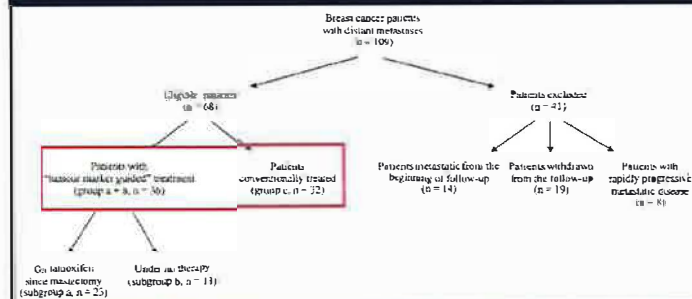 Breast cancer patients
with distant metastases
(n = 109)
Eligible patients
(n = 68)
Patients excluded
(n = 41)
Patients with
"tumour marker guided" treatment
(group a + b, n = 36)
Patients
conventionally treated
(group c, n = 32)
Patients metastatic from the
beginning of follow-up
(n = 14)
Patients withdrawn
from the follow-up
(n = 19)
Patients with
rapidly progressive
metastatic disease
(n = 8)
On tamoxifen
since mastectomy
(subgroup a, n = 23)
Under no therapy
(subgroup b, n = 13)